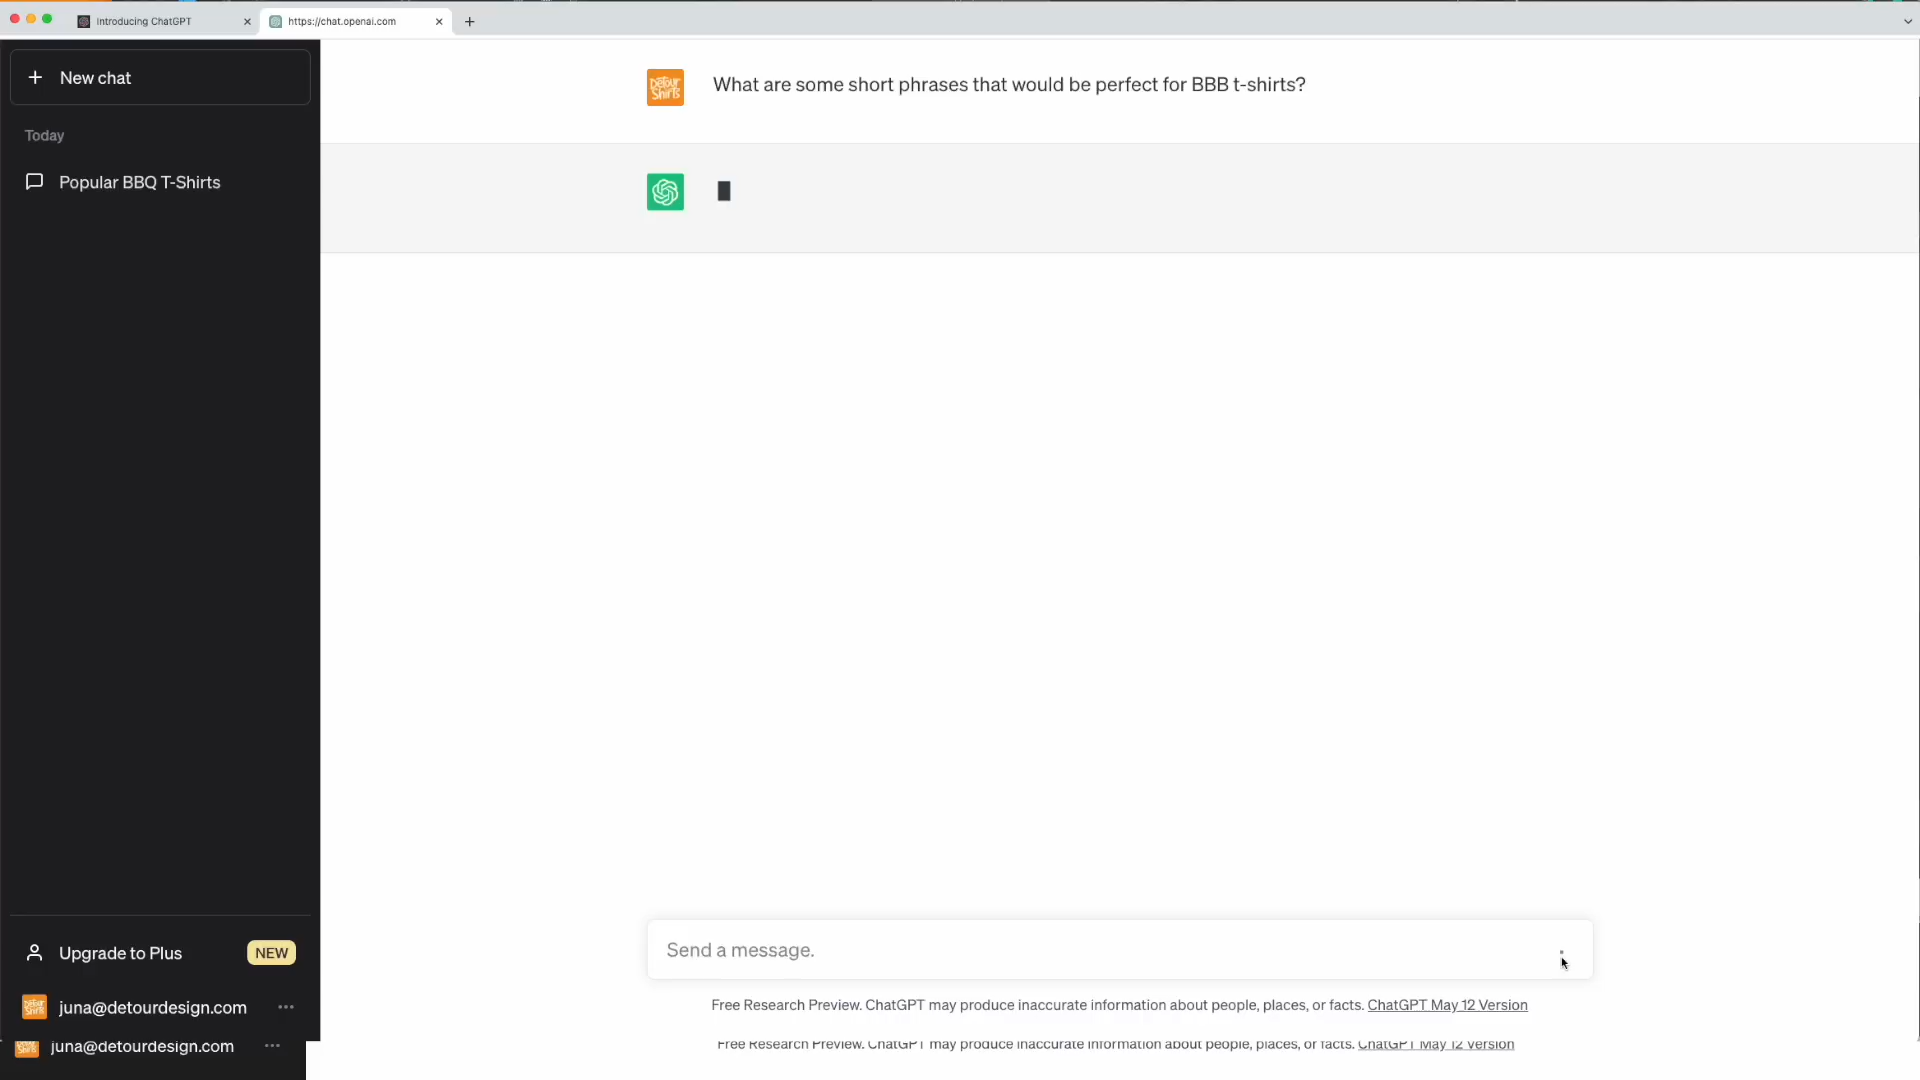 Introducing ChatGPT
https://chat.openai.com
New chat
Today
Popular BBQ T-Shirts
DeTour Shirts
What are some short phrases that would be perfect for BBB t-shirts?
Send a message.
Free Research Preview. ChatGPT may produce inaccurate information about people, places, or facts. ChatGPT May 12 Version
Free Research Preview. ChatGPT may produce inaccurate information about people, places, or facts. ChatGPT May 12 Version
Upgrade to Plus
NEW
juna@detourdesign.com
juna@detourdesign.com